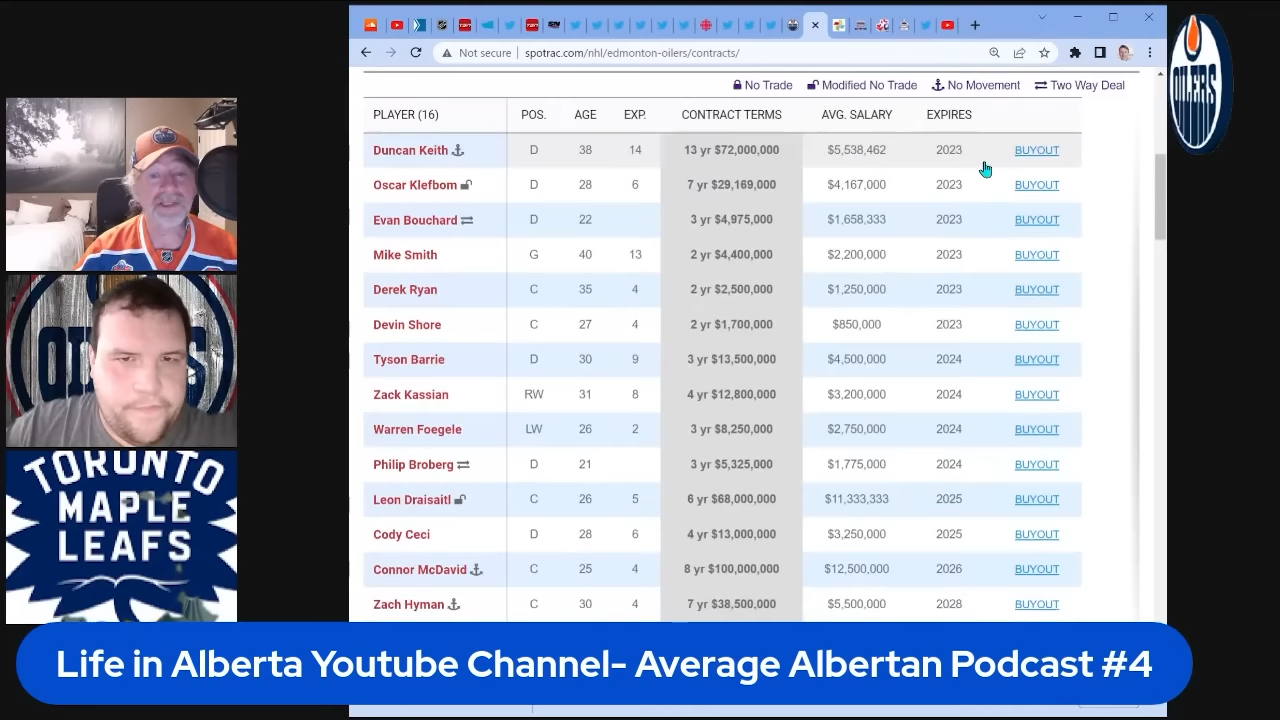 Not secure spotrac.com/nhl/edmonton-oilers/contracts/
No Trade Modified No Trade No Movement Two Way Deal
PLAYER (16) POS. AGE EXP. CONTRACT TERMS AVG. SALARY EXPIRES
Duncan Keith D 38 14 13 yr $72,000,000 $5,538,462 2023 BUYOUT
Oscar Klefbom D 28 6 7 yr $29,169,000 $4,167,000 2023 BUYOUT
Evan Bouchard D 22 3 yr $4,975,000 $1,658,333 2023 BUYOUT
Mike Smith G 40 13 2 yr $4,400,000 $2,200,000 2023 BUYOUT
Derek Ryan C 35 4 2 yr $2,500,000 $1,250,000 2023 BUYOUT
Devin Shore C 27 4 2 yr $1,700,000 $850,000 2023 BUYOUT
Tyson Barrie D 30 9 3 yr $13,500,000 $4,500,000 2024 BUYOUT
Zack Kassian RW 31 8 4 yr $12,800,000 $3,200,000 2024 BUYOUT
Warren Foegele LW 26 2 3 yr $8,250,000 $2,750,000 2024 BUYOUT
Philip Broberg D 21 3 yr $5,325,000 $1,775,000 2024 BUYOUT
Leon Draisaitl C 26 5 6 yr $68,000,000 $11,333,333 2025 BUYOUT
Cody Ceci D 28 6 4 yr $13,000,000 $3,250,000 2025 BUYOUT
Connor McDavid C 25 4 8 yr $100,000,000 $12,500,000 2026 BUYOUT
Zach Hyman C 30 4 7 yr $38,500,000 $5,500,000 2028 BUYOUT
OILERS
TORONTO
MAPLE
LEAFS
Life in Alberta Youtube Channel- Average Albertan Podcast #4